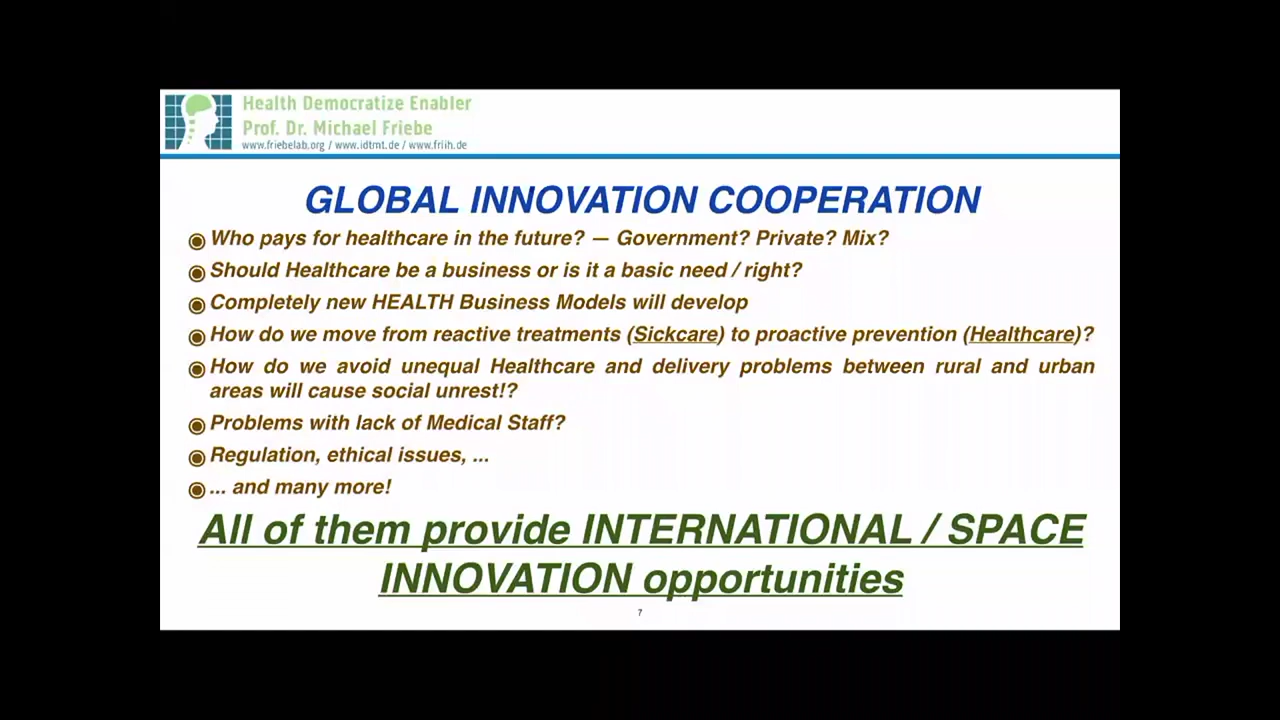 Health Democratize Enabler
Prof. Dr. Michael Friebe
www.friebelab.org / www.idtmt.de / www.friih.de
GLOBAL INNOVATION COOPERATION
◉ Who pays for healthcare in the future? — Government? Private? Mix?
◉ Should Healthcare be a business or is it a basic need / right?
◉ Completely new HEALTH Business Models will develop
◉ How do we move from reactive treatments (Sickcare) to proactive prevention (Healthcare)?
◉ How do we avoid unequal Healthcare and delivery problems between rural and urban
areas will cause social unrest!?
◉ Problems with lack of Medical Staff?
◉ Regulation, ethical issues, ...
◉ ... and many more!
All of them provide INTERNATIONAL / SPACE
INNOVATION opportunities
7